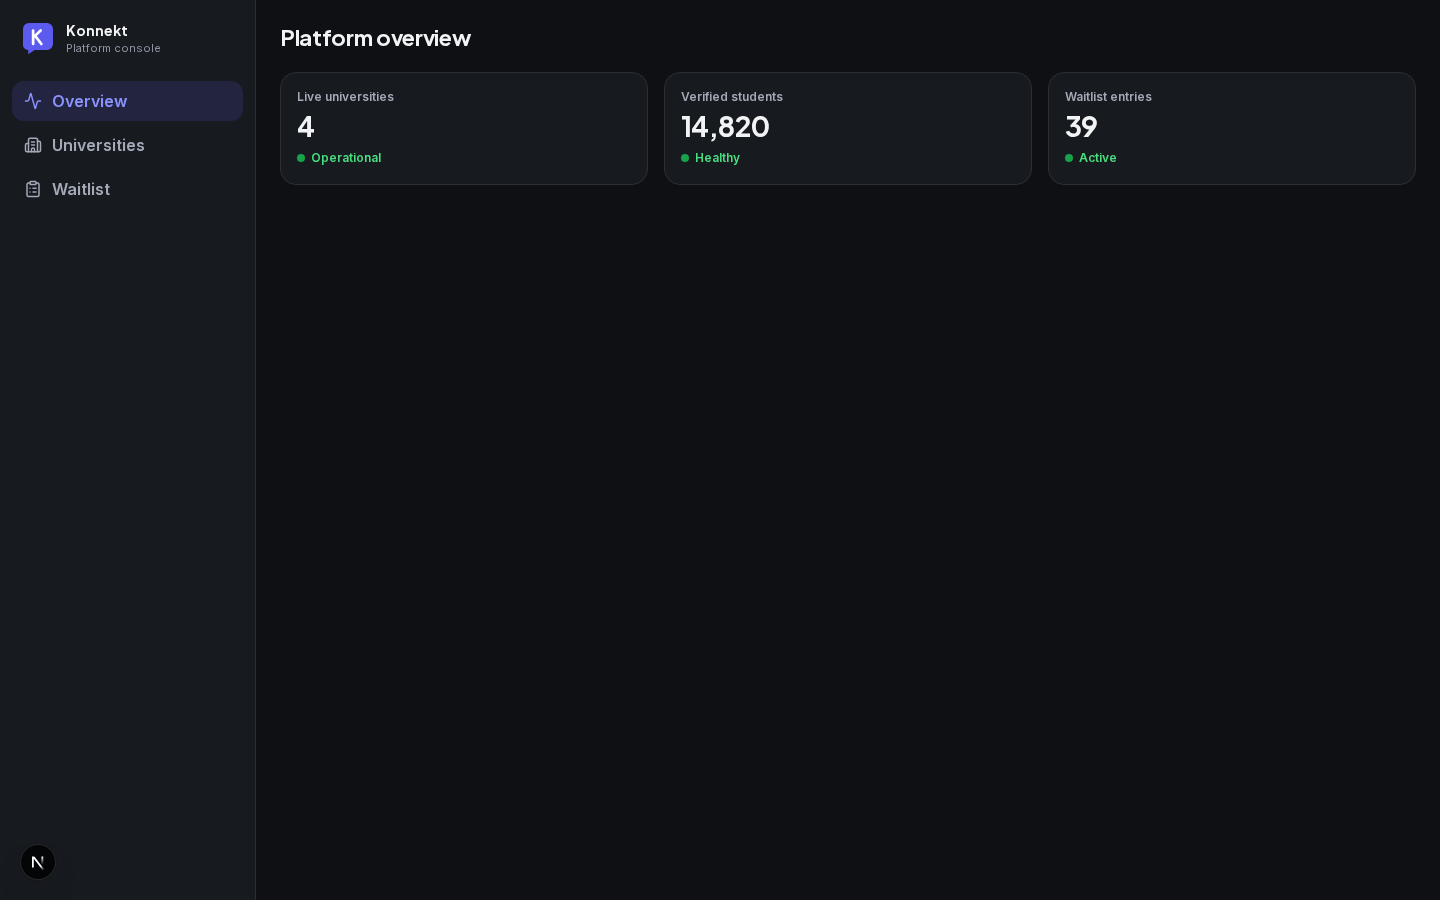 Konnekt
Platform console
Overview
Universities
Waitlist
Platform overview
Live universities
4
Operational
Verified students
14,820
Healthy
Waitlist entries
39
Active